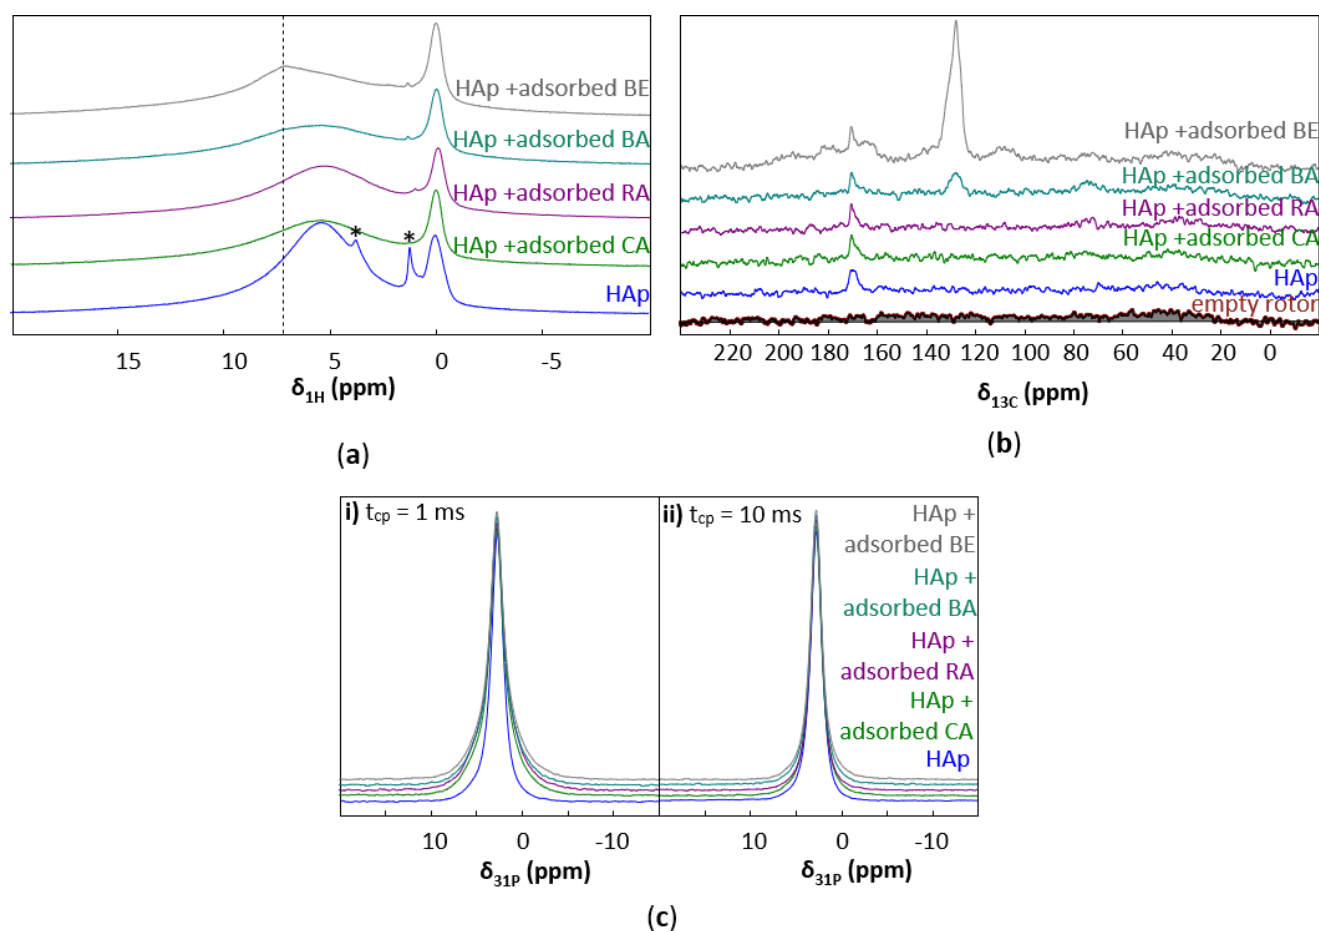 HAp +adsorbed BE
HAp +adsorbed BA
HAp +adsorbed RA
HAp +adsorbed CA
* *
HAp
15 10 5 0 -5
δ1H (ppm)
(a)
HAp +adsorbed BE
HAp +adsorbed BA
HAp +adsorbed RA
HAp +adsorbed CA
HAp
empty rotor
220 200 180 160 140 120 100 80 60 40 20 0
δ13C (ppm)
(b)
i) tcp = 1 ms
10 0 -10
δ31P (ppm)
ii) tcp = 10 ms
HAp +
adsorbed BE
HAp +
adsorbed BA
HAp +
adsorbed RA
HAp +
adsorbed CA
HAp
10 0 -10
δ31P (ppm)
(c)